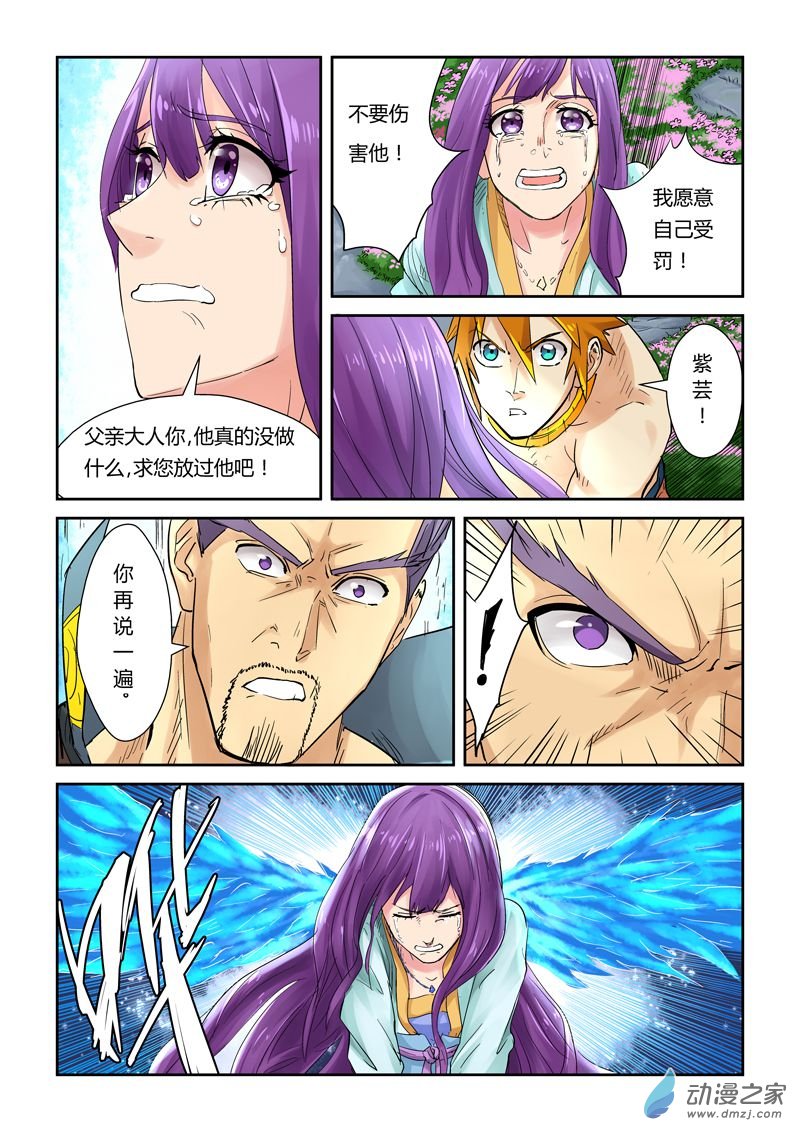 父亲大人你,他真的没做
什么,求您放过他吧！
不要伤
害他！
我愿意
自己受
罚！
紫芸！
你再说一遍。
！
动漫之家
www.dmzj.com